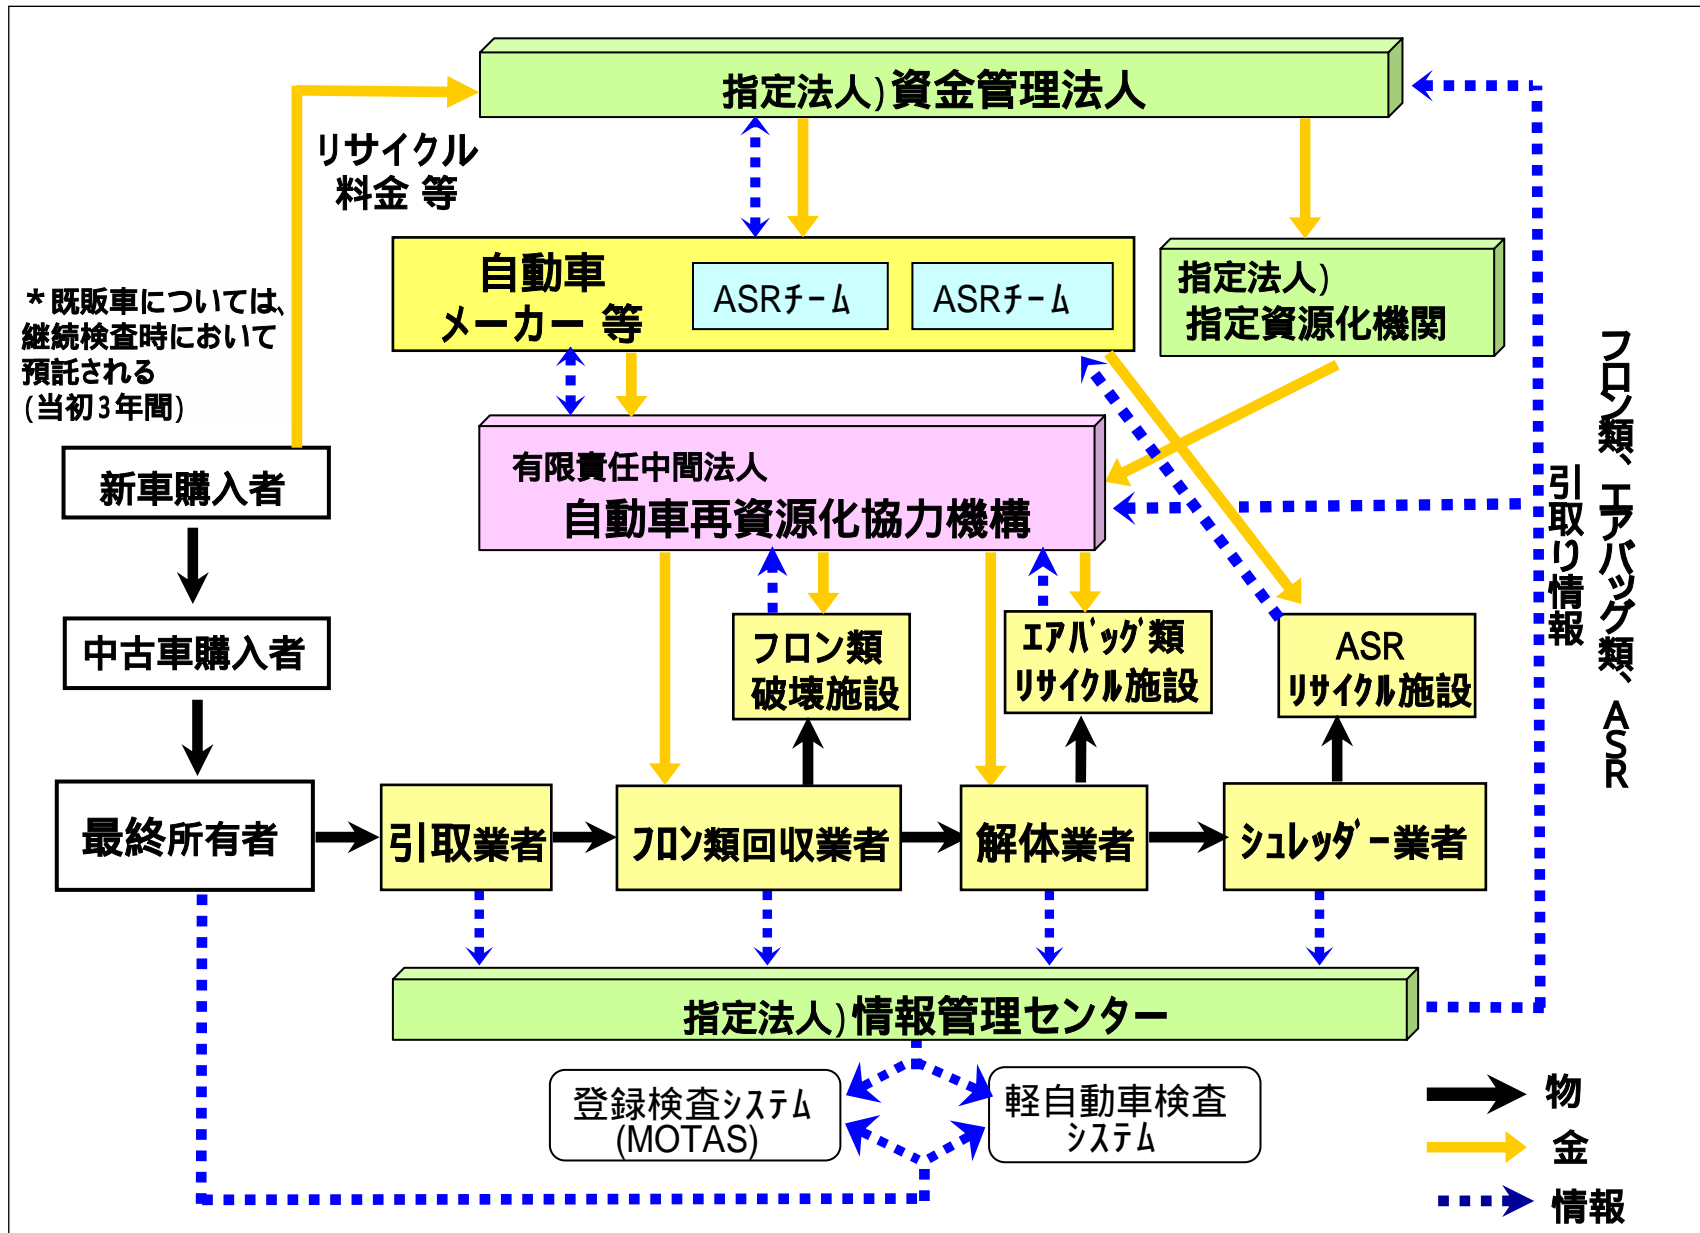 指定法人)資金管理法人
リサイクル
料金 等
自動車
メーカー 等
ASRチーム
ASRチーム
指定法人)
指定資源化機関
＊既販車については、
継続検査時において
預託される
(当初3年間)
フロン類、エアバッグ類、ASR
引取り情報
新車購入者
有限責任中間法人
自動車再資源化協力機構
中古車購入者
フロン類
破壊施設
エアバッグ類
リサイクル施設
ASR
リサイクル施設
最終所有者
引取業者
フロン類回収業者
解体業者
シュレッダー業者
指定法人)情報管理センター
登録検査システム
(MOTAS)
軽自動車検査
システム
物
金
情報